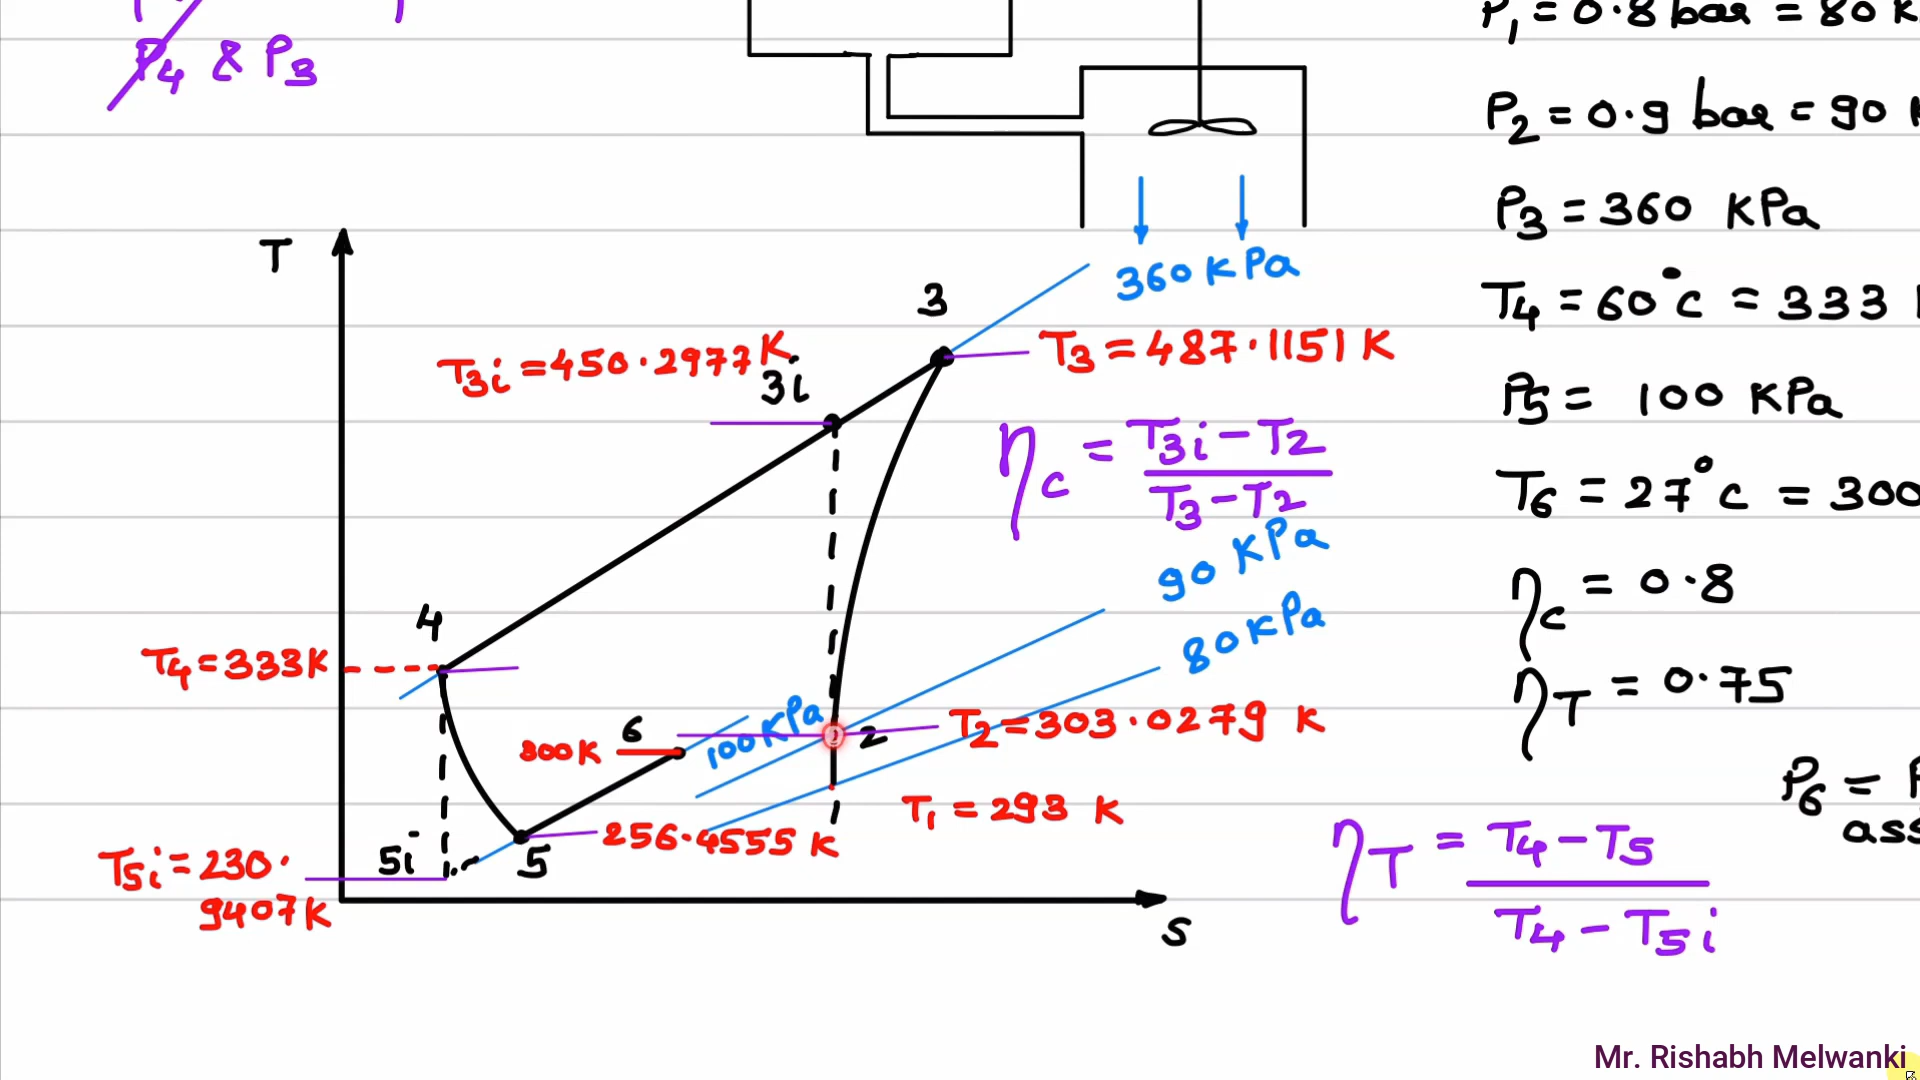 P4 & P3
P1 = 0.8 bar = 80 K
P2 = 0.9 bar = 90 K
P3 = 360 KPa
T4 = 60°C = 333
P5 = 100 KPa
T6 = 27°C = 300
ηc = 0.8
ηT = 0.75
P6 =
ass
T
360 KPa
3
T3i = 450.2977 K
3i
T3 = 487.1151 K
ηc = T3i - T2
T3 - T2
90 KPa
80 KPa
4
T4 = 333K
100 KPa
6
300K
2
T2 = 303.0279 K
T1 = 293 K
256.4555 K
5i
5
T5i = 230.
9407K
S
ηT = T4 - T5
T4 - T5i
Mr. Rishabh Melwanki